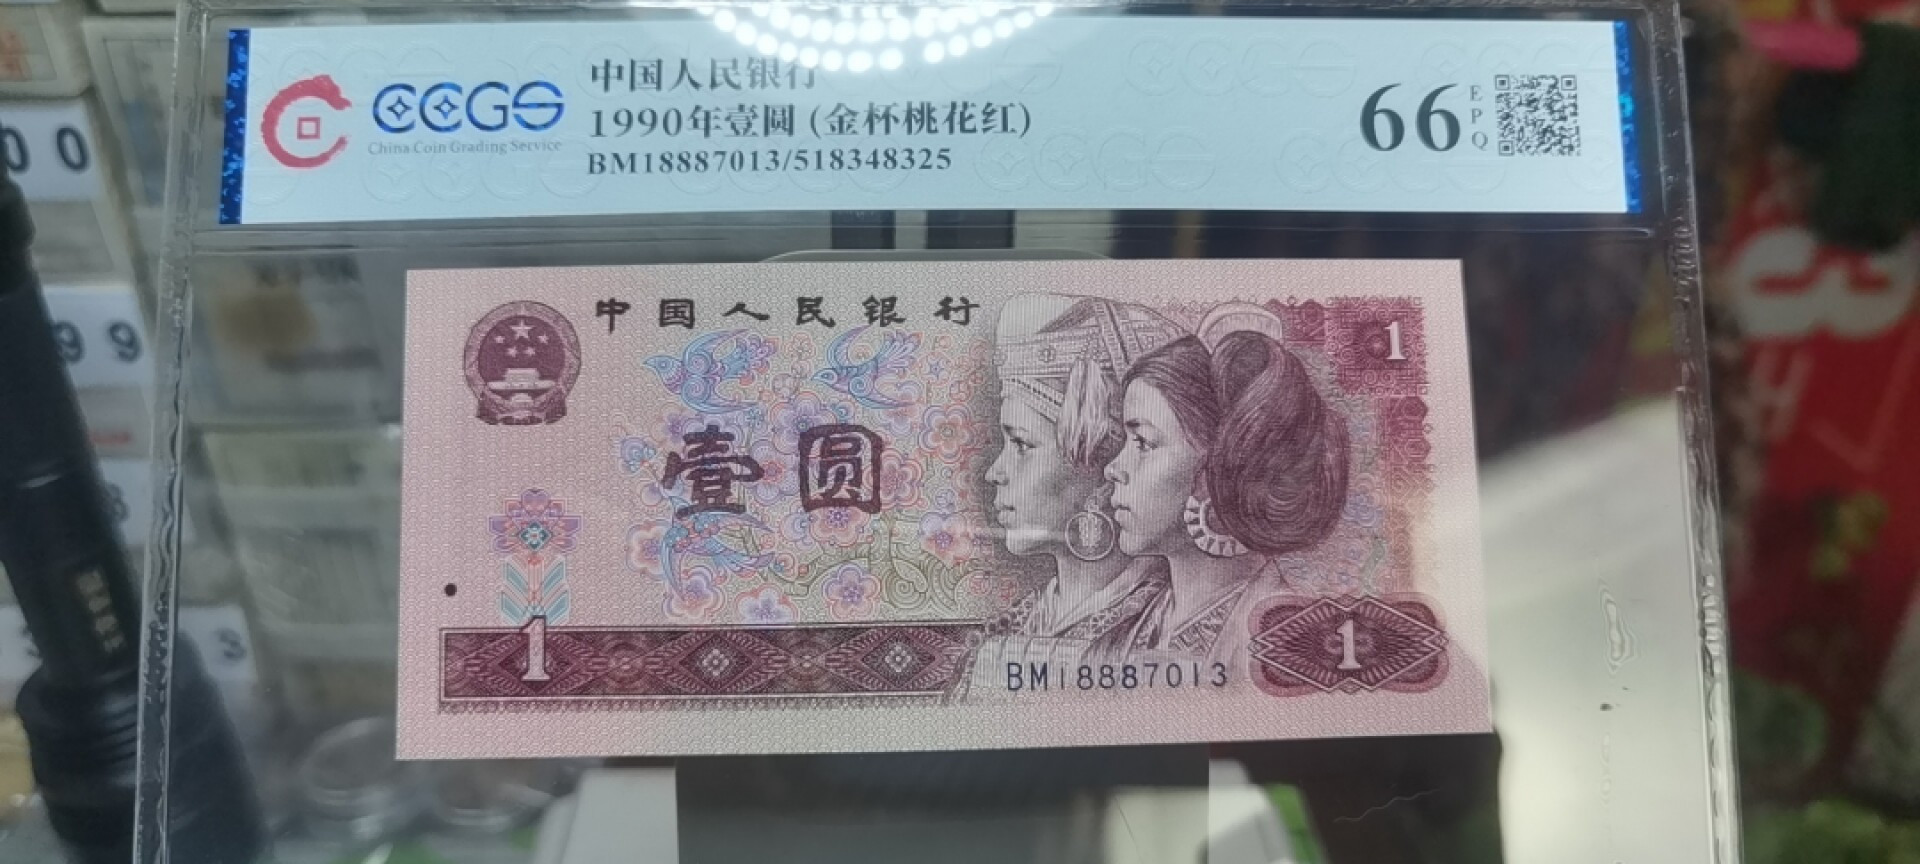 CCGS
China Coin Grading Service
中国人民银行
1990年壹圆 (金杯桃花红)
BM18887013/518348325
66
EPQ
中国人民银行
1
壹圆
1
1
BM18887013
00
99